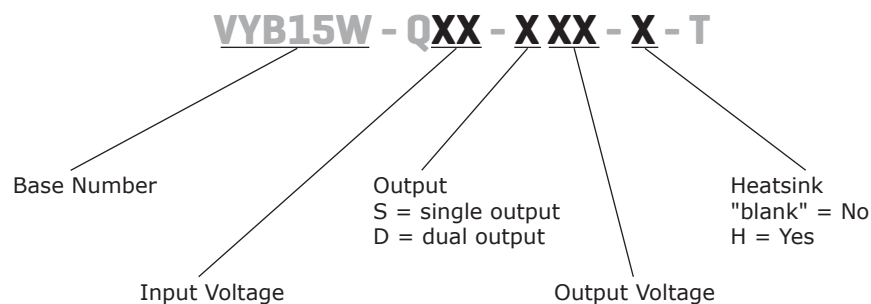 VYB15W - QXX - X XX - X - T
Base Number
Output
S = single output
D = dual output
Heatsink
"blank" = No
H = Yes
Input Voltage
Output Voltage